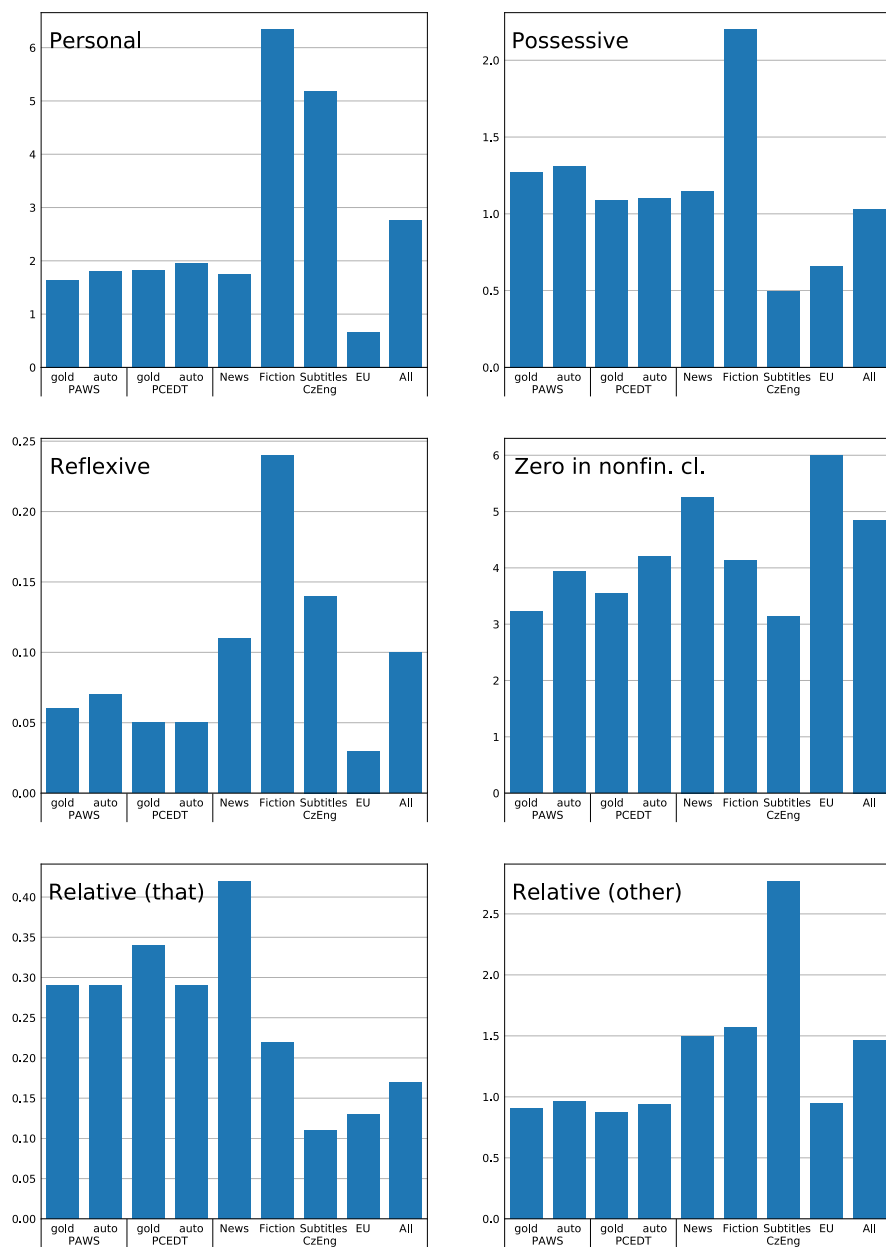 Personal
6
5
4
3
2
1
0
gold auto gold auto News Fiction Subtitles EU All
PAWS PCEDT CzEng
Possessive
2.0
1.5
1.0
0.5
0.0
gold auto gold auto News Fiction Subtitles EU All
PAWS PCEDT CzEng
0.25
Reflexive
0.20
0.15
0.10
0.05
0.00
gold auto gold auto News Fiction Subtitles EU All
PAWS PCEDT CzEng
6
Zero in nonfin. cl.
5
4
3
2
1
0
gold auto gold auto News Fiction Subtitles EU All
PAWS PCEDT CzEng
Relative (that)
0.40
0.35
0.30
0.25
0.20
0.15
0.10
0.05
0.00
gold auto gold auto News Fiction Subtitles EU All
PAWS PCEDT CzEng
Relative (other)
2.5
2.0
1.5
1.0
0.5
0.0
gold auto gold auto News Fiction Subtitles EU All
PAWS PCEDT CzEng